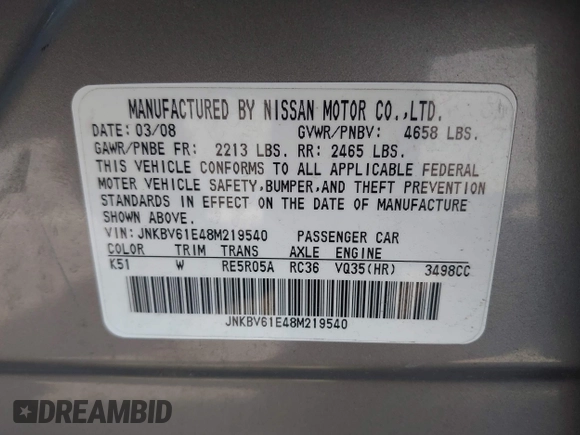 MANUFACTURED BY NISSAN MOTOR CO.,LTD.
DATE: 03/08 GVWR/PNBV: 4658 LBS.
GAWR/PNBE FR: 2213 LBS. RR: 2465 LBS.
THIS VEHICLE CONFORMS TO ALL APPLICABLE FEDERAL
MOTOR VEHICLE SAFETY,BUMPER,AND THEFT PREVENTION
STANDARDS IN EFFECT ON THE DATE OF MANUFACTURE
SHOWN ABOVE.
VIN: JNKBV61E48M219540 PASSENGER CAR
COLOR TRIM TRANS AXLE ENGINE
K51 W RE5R05A RC36 VQ35(HR) 3498CC
JNKBV61E48M219540
DREAMBID